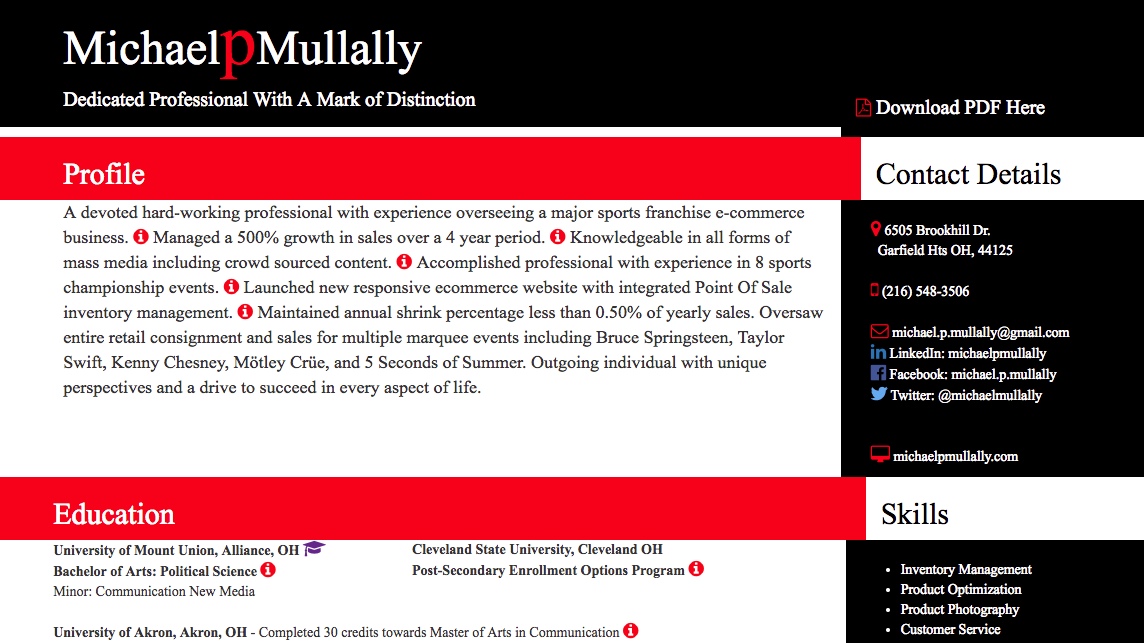 MichaelpMullally
Dedicated Professional With A Mark of Distinction
Download PDF Here
Profile
A devoted hard-working professional with experience overseeing a major sports franchise e-commerce
business. Managed a 500% growth in sales over a 4 year period. Knowledgeable in all forms of
mass media including crowd sourced content. Accomplished professional with experience in 8 sports
championship events. Launched new responsive ecommerce website with integrated Point Of Sale
inventory management. Maintained annual shrink percentage less than 0.50% of yearly sales. Oversaw
entire retail consignment and sales for multiple marquee events including Bruce Springsteen, Taylor
Swift, Kenny Chesney, Mötley Crüe, and 5 Seconds of Summer. Outgoing individual with unique
perspectives and a drive to succeed in every aspect of life.
Contact Details
6505 Brookhill Dr.
Garfield Hts OH, 44125
(216) 548-3506
michael.p.mullally@gmail.com
LinkedIn: michaelpmullally
Facebook: michael.p.mullally
Twitter: @michaelmullally
michaelpmullally.com
Education
University of Mount Union, Alliance, OH
Bachelor of Arts: Political Science
Minor: Communication New Media
Cleveland State University, Cleveland OH
Post-Secondary Enrollment Options Program
University of Akron, Akron, OH - Completed 30 credits towards Master of Arts in Communication
Skills
• Inventory Management
• Product Optimization
• Product Photography
• Customer Service